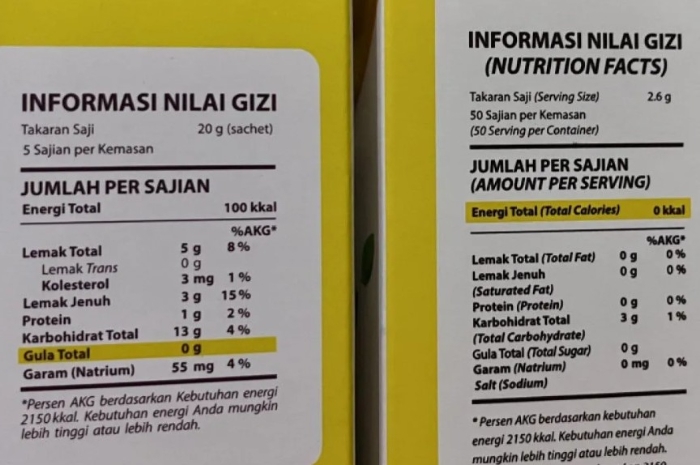 INFORMASI NILAI GIZI
Takaran Saji 20 g (sachet)
5 Sajian per Kemasan
JUMLAH PER SAJIAN
Energi Total 100 kkal
%AKG*
Lemak Total 5 g 8%
Lemak Trans 0 g
Kolesterol 3 mg 1%
Lemak Jenuh 3 g 15%
Protein 1 g 2%
Karbohidrat Total 13 g 4%
Gula Total 0 g
Garam (Natrium) 55 mg 4%
*Persen AKG berdasarkan Kebutuhan energi
2150 kkal. Kebutuhan energi Anda mungkin
lebih tinggi atau lebih rendah.
INFORMASI NILAI GIZI
(NUTRITION FACTS)
Takaran Saji (Serving Size) 2.6 g
50 Sajian per Kemasan
(50 Serving per Container)
JUMLAH PER SAJIAN
(AMOUNT PER SERVING)
Energi Total (Total Calories) 0 kkal
%AKG*
Lemak Total (Total Fat) 0 g 0%
Lemak Jenuh 0 g 0%
(Saturated Fat)
Protein (Protein) 0 g 0%
Karbohidrat Total 3 g 1%
(Total Carbohydrate)
Gula Total (Total Sugar) 0 g
Garam (Natrium) 0 mg 0%
Salt (Sodium)
* Persen AKG berdasarkan kebutuhan
energi 2150 kkal. Kebutuhan energi Anda
mungkin lebih tinggi atau lebih rendah.